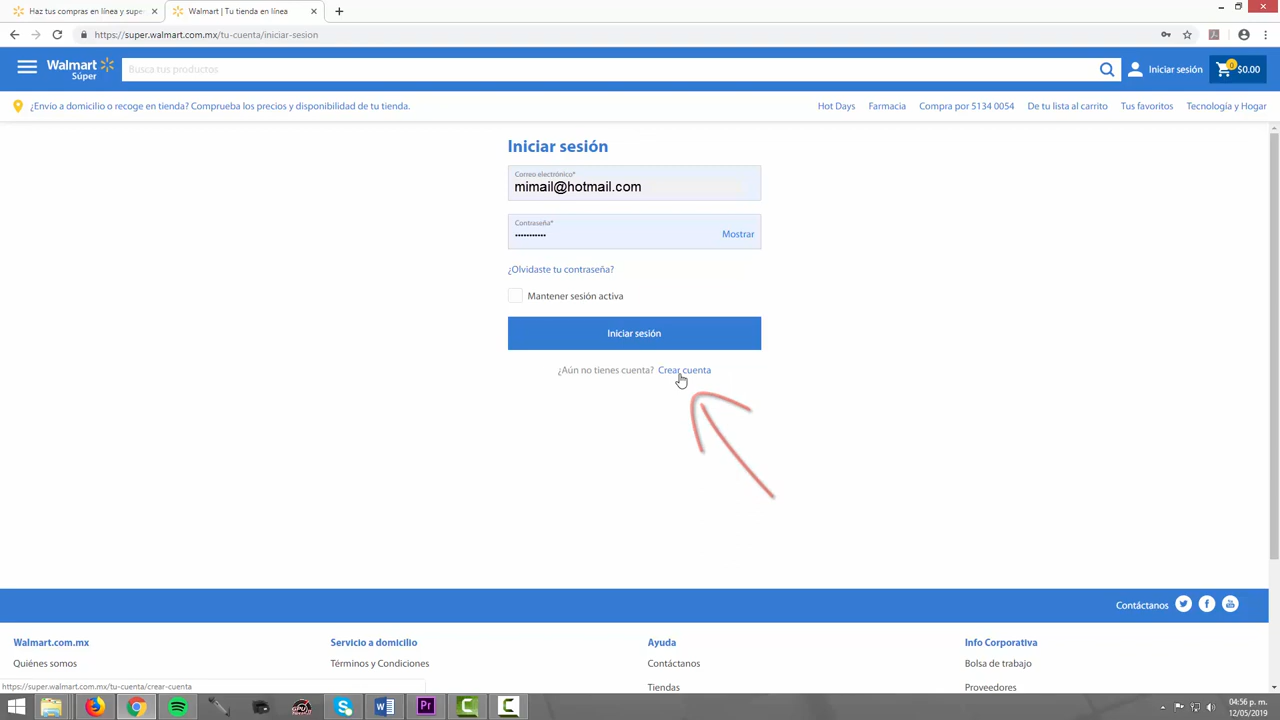 Haz tus compras en línea y supe
Walmart | Tu tienda en línea
https://super.walmart.com.mx/tu-cuenta/iniciar-sesion
Walmart
Súper
Busca tus productos
Iniciar sesión
0
$0.00
¿Envio a domicilio o recoge en tienda? Comprueba los precios y disponibilidad de tu tienda.
Hot Days
Farmacia
Compra por 5134 0054
De tu lista al carrito
Tus favoritos
Tecnología y Hogar
Iniciar sesión
Correo electrónico*
mimail@hotmail.com
Contraseña*
•••••••••••
Mostrar
¿Olvidaste tu contraseña?
Mantener sesión activa
Iniciar sesión
¿Aún no tienes cuenta? Crear cuenta
Contáctanos
Walmart.com.mx
Servicio a domicilio
Ayuda
Info Corporativa
Quiénes somos
Términos y Condiciones
Contáctanos
Bolsa de trabajo
https://super.walmart.com.mx/tu-cuenta/crear-cuenta
Tiendas
Proveedores
04:56 p. m.
12/05/2019